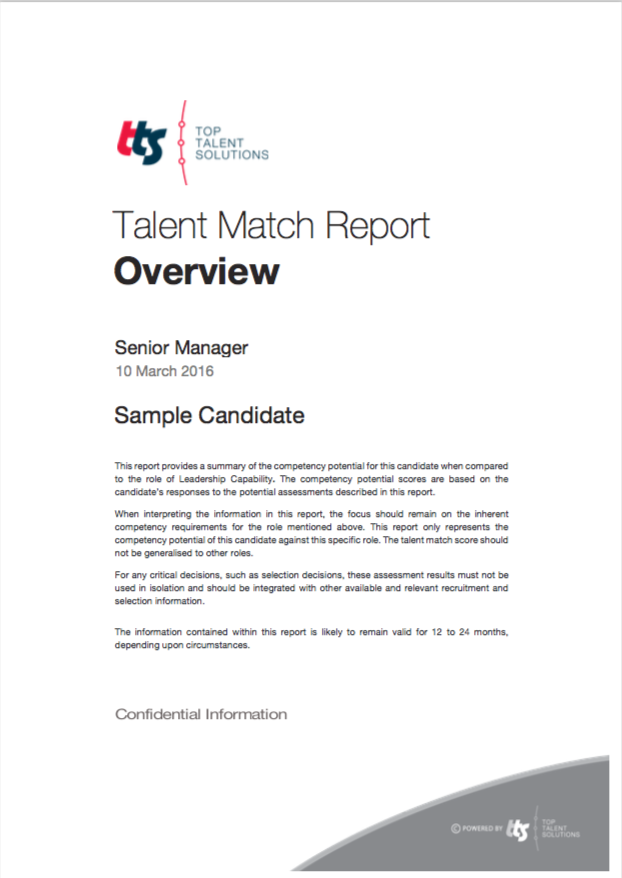 tts
TOP
TALENT
SOLUTIONS
Talent Match Report
Overview
Senior Manager
10 March 2016
Sample Candidate
This report provides a summary of the competency potential for this candidate when compared
to the role of Leadership Capability. The competency potential scores are based on the
candidate's responses to the potential assessments described in this report.
When interpreting the information in this report, the focus should remain on the inherent
competency requirements for the role mentioned above. This report only represents the
competency potential of this candidate against this specific role. The talent match score should
not be generalised to other roles.
For any critical decisions, such as selection decisions, these assessment results must not be
used in isolation and should be integrated with other available and relevant recruitment and
selection information.
The information contained within this report is likely to remain valid for 12 to 24 months,
depending upon circumstances.
Confidential Information
© POWERED BY tts
TOP
TALENT
SOLUTIONS